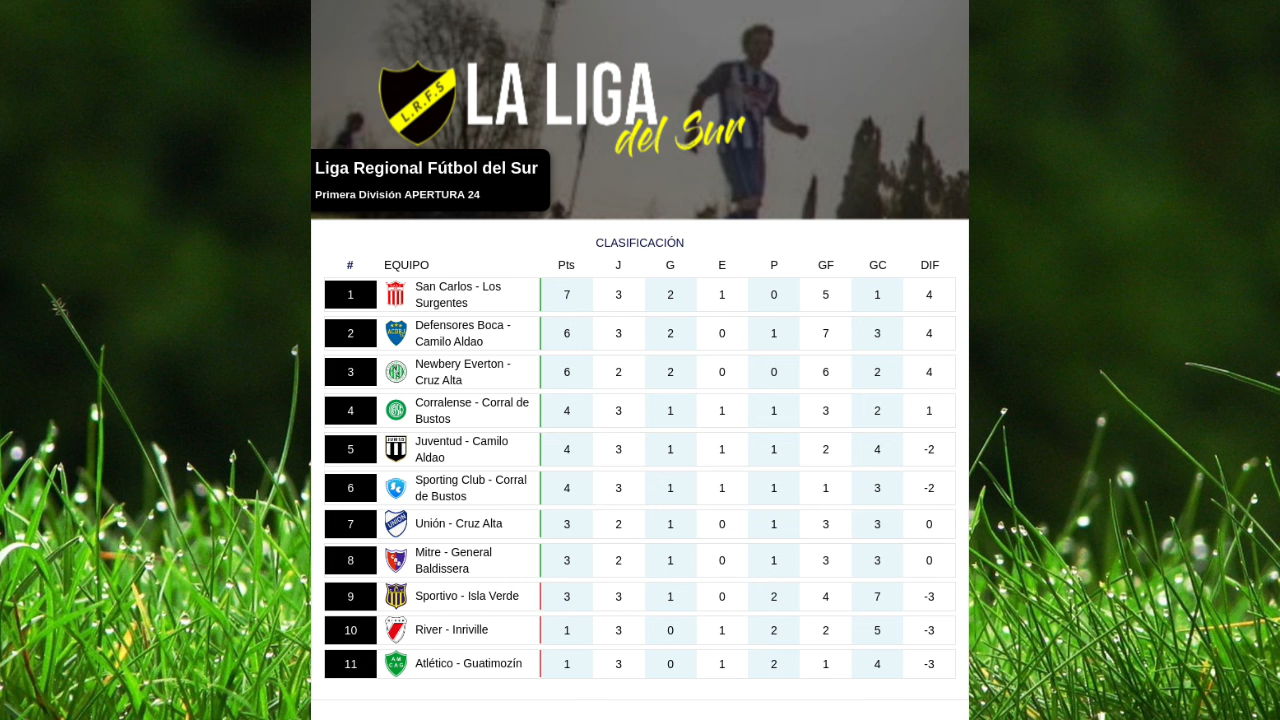 L.R.F.S
LA LIGA
del Sur
Liga Regional Fútbol del Sur
Primera División APERTURA 24
CLASIFICACIÓN
# EQUIPO Pts J G E P GF GC DIF
1 San Carlos - Los Surgentes 7 3 2 1 0 5 1 4
2 Defensores Boca - Camilo Aldao 6 3 2 0 1 7 3 4
3 Newbery Everton - Cruz Alta 6 2 2 0 0 6 2 4
4 Corralense - Corral de Bustos 4 3 1 1 1 3 2 1
5 Juventud - Camilo Aldao 4 3 1 1 1 2 4 -2
6 Sporting Club - Corral de Bustos 4 3 1 1 1 1 3 -2
7 Unión - Cruz Alta 3 2 1 0 1 3 3 0
8 Mitre - General Baldissera 3 2 1 0 1 3 3 0
9 Sportivo - Isla Verde 3 3 1 0 2 4 7 -3
10 River - Inriville 1 3 0 1 2 2 5 -3
11 Atlético - Guatimozín 1 3 0 1 2 1 4 -3